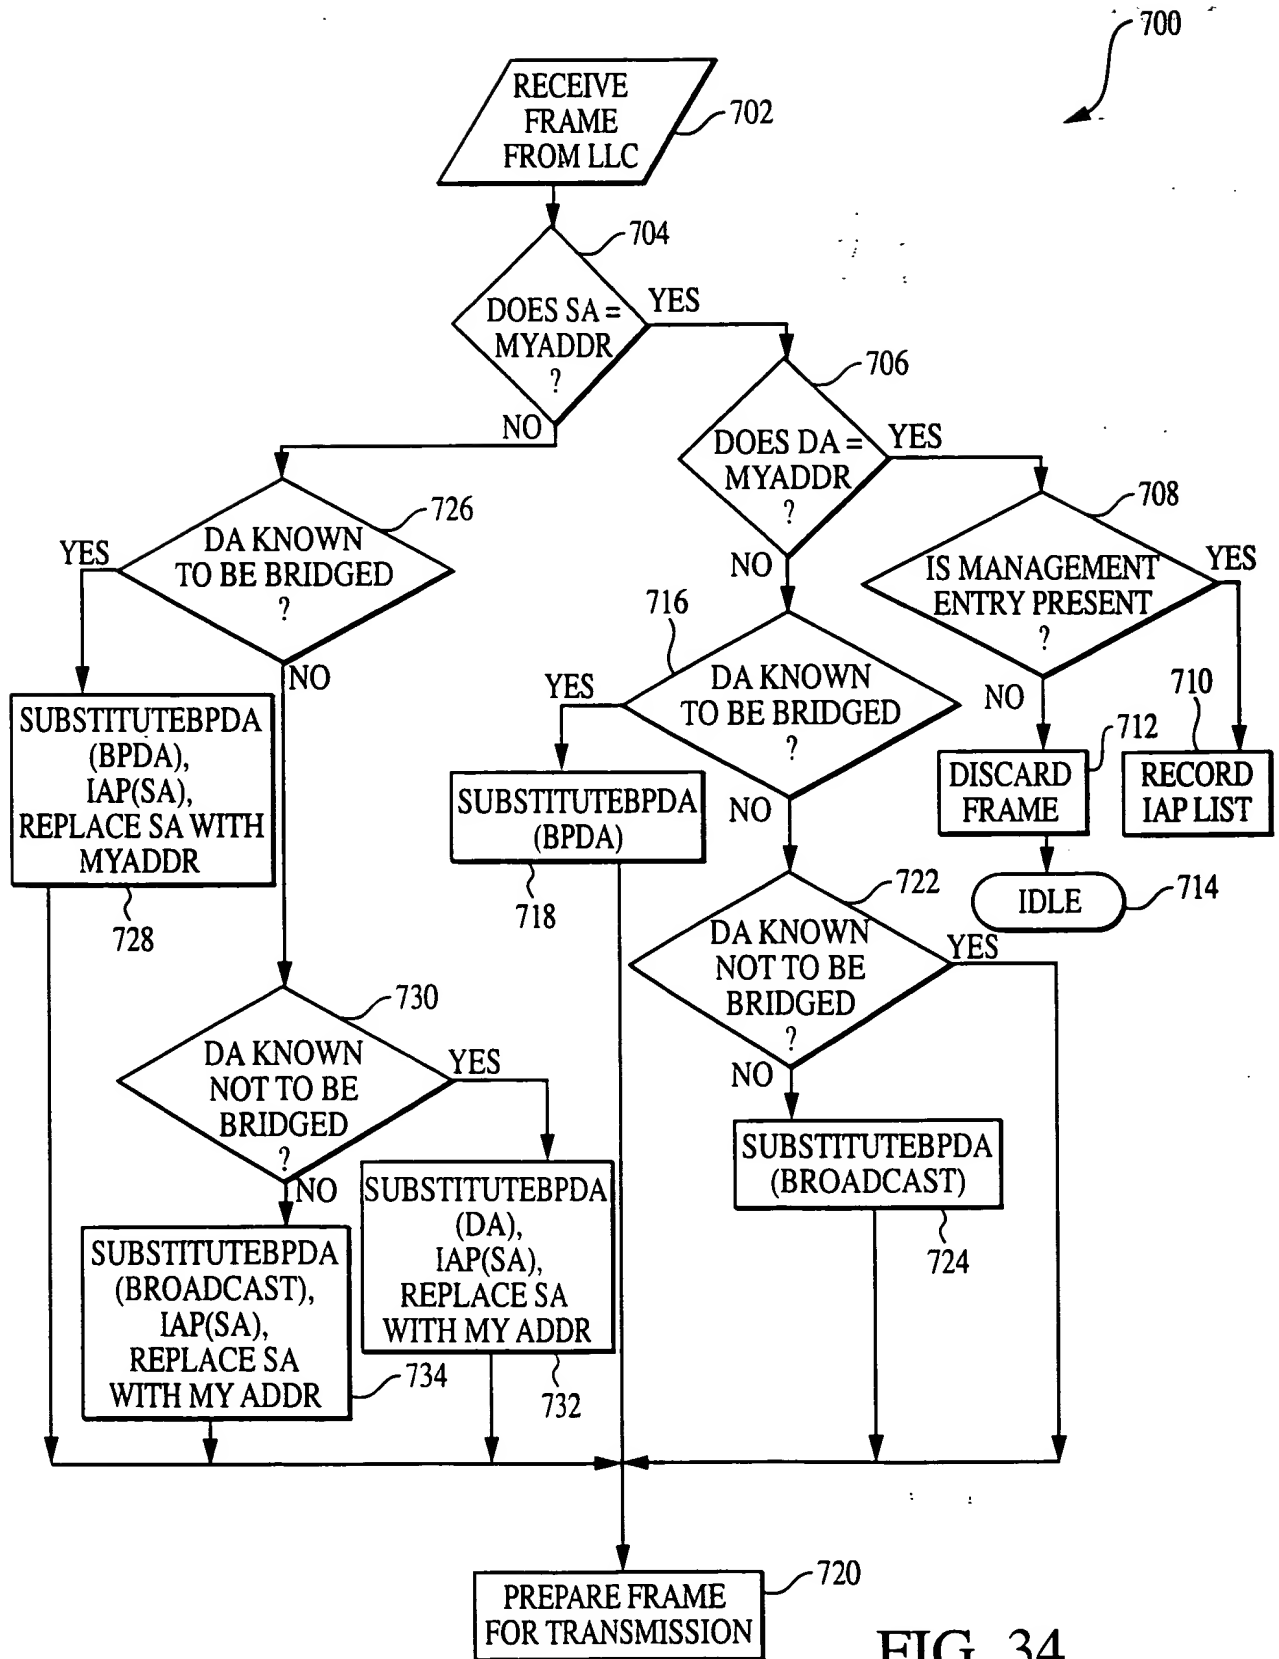 700
RECEIVE
FRAME
FROM LLC
702
704
DOES SA =
MYADDR
?
YES
NO
706
DOES DA =
MYADDR
?
YES
NO
708
IS MANAGEMENT
ENTRY PRESENT
?
YES
NO
710
RECORD
IAP LIST
712
DISCARD
FRAME
IDLE
714
726
DA KNOWN
TO BE BRIDGED
?
YES
NO
716
DA KNOWN
TO BE BRIDGED
?
YES
NO
SUBSTITUTEBPDA
(BPDA),
IAP(SA),
REPLACE SA WITH
MYADDR
728
SUBSTITUTEBPDA
(BPDA)
718
722
DA KNOWN
NOT TO BE
BRIDGED
?
YES
NO
730
DA KNOWN
NOT TO BE
BRIDGED
?
YES
NO
SUBSTITUTEBPDA
(BROADCAST)
724
SUBSTITUTEBPDA
(DA),
IAP(SA),
REPLACE SA
WITH MY ADDR
732
SUBSTITUTEBPDA
(BROADCAST),
IAP(SA),
REPLACE SA
WITH MY ADDR
734
PREPARE FRAME
FOR TRANSMISSION
720
FIG. 34